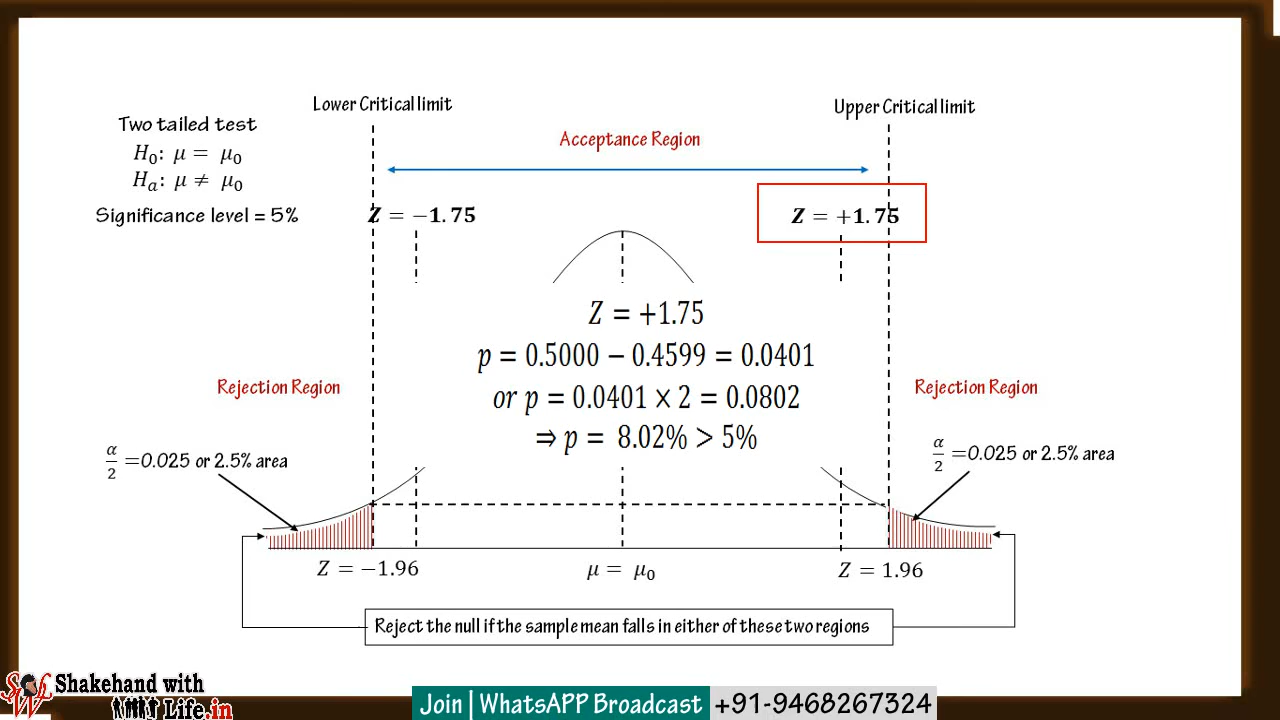 Lower Critical limit
Upper Critical limit
Two tailed test
H₀: μ = μ₀
Hₐ: μ ≠ μ₀
Significance level = 5%
Acceptance Region
Z = −1.75
Z = +1.75
Z = +1.75
p = 0.5000 − 0.4599 = 0.0401
or p = 0.0401 × 2 = 0.0802
⇒ p = 8.02% > 5%
Rejection Region
Rejection Region
α/2 =0.025 or 2.5% area
α/2 =0.025 or 2.5% area
Z = −1.96
μ = μ₀
Z = 1.96
Reject the null if the sample mean falls in either of these two regions
SWL
Shakehand with
Life.in
Join | WhatsAPP Broadcast +91-9468267324